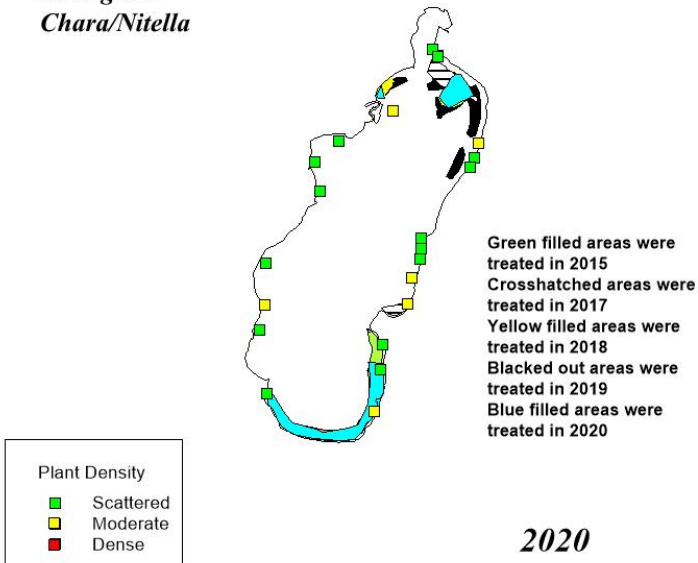 Chara/Nitella
Green filled areas were
treated in 2015
Crosshatched areas were
treated in 2017
Yellow filled areas were
treated in 2018
Blacked out areas were
treated in 2019
Blue filled areas were
treated in 2020
Plant Density
Scattered
Moderate
Dense
2020